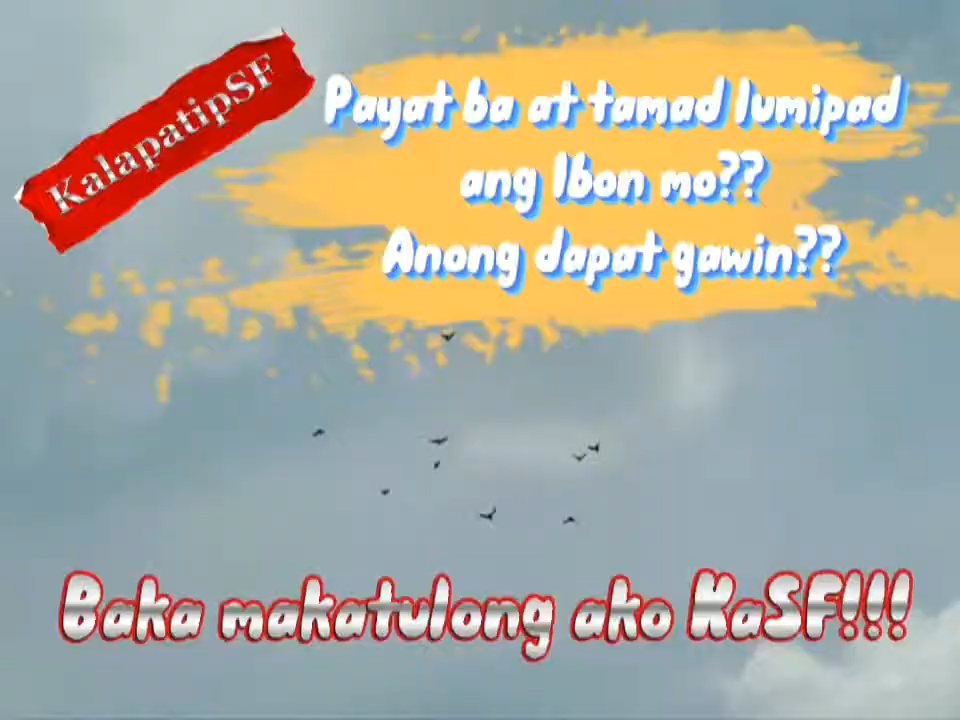 KalapatipSF
Payat ba at tamad lumipad
ang Ibon mo??
Anong dapat gawin??
Baka makatulong ako KaSF!!!